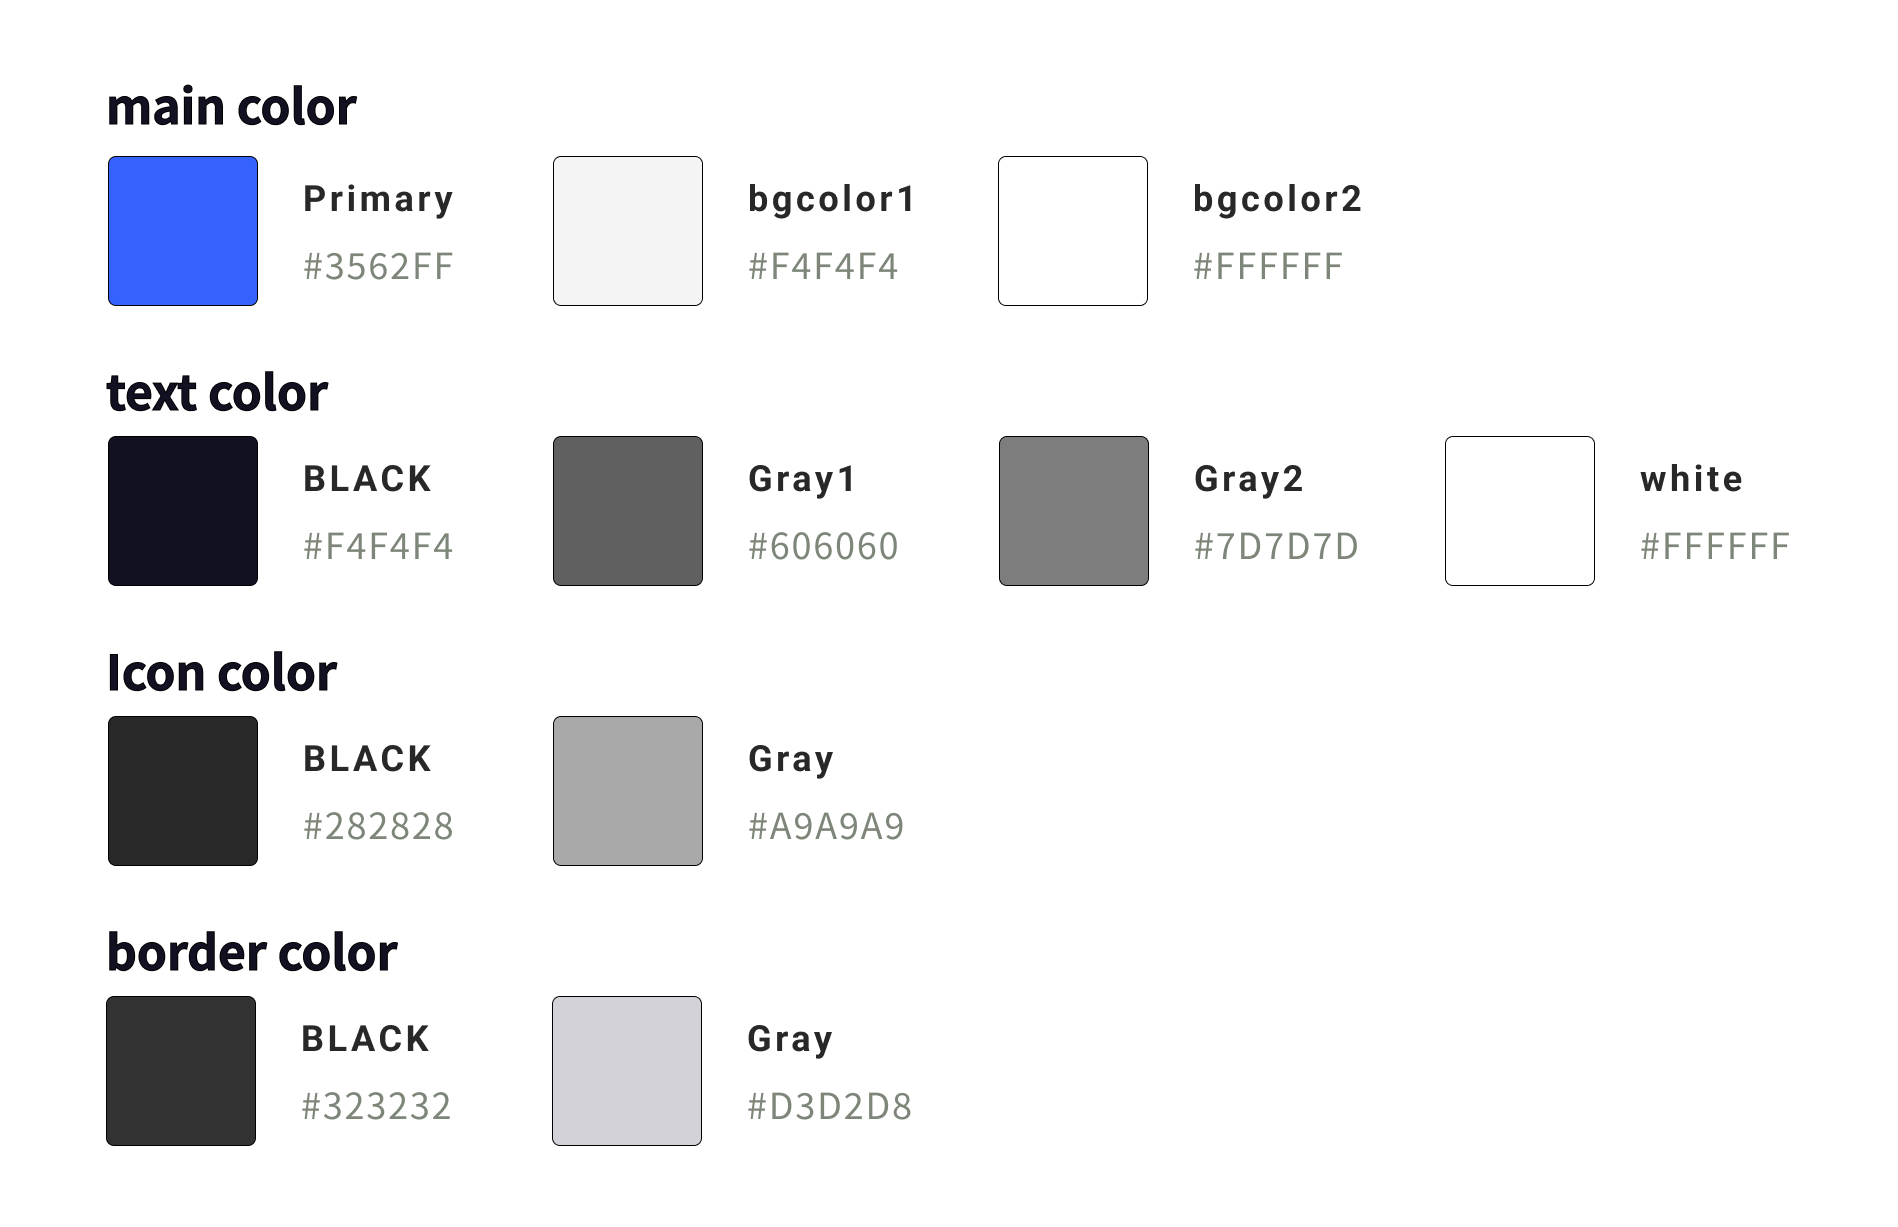 main color
Primary
#3562FF
bgcolor1
#F4F4F4
bgcolor2
#FFFFFF
text color
BLACK
#F4F4F4
Gray1
#606060
Gray2
#7D7D7D
white
#FFFFFF
Icon color
BLACK
#282828
Gray
#A9A9A9
border color
BLACK
#323232
Gray
#D3D2D8